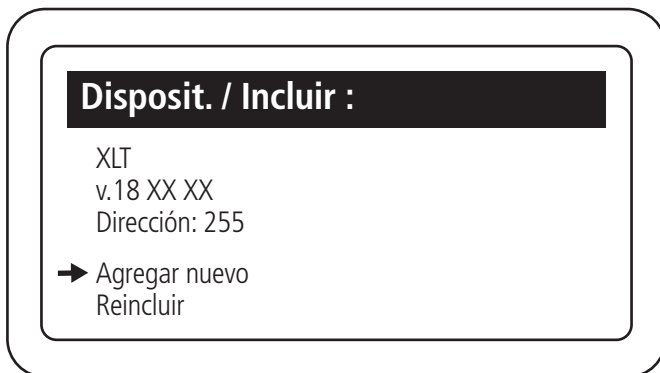 Disposit. / Incluir :
XLT
v.18 XX XX
Dirección: 255
Agregar nuevo
Reincluir